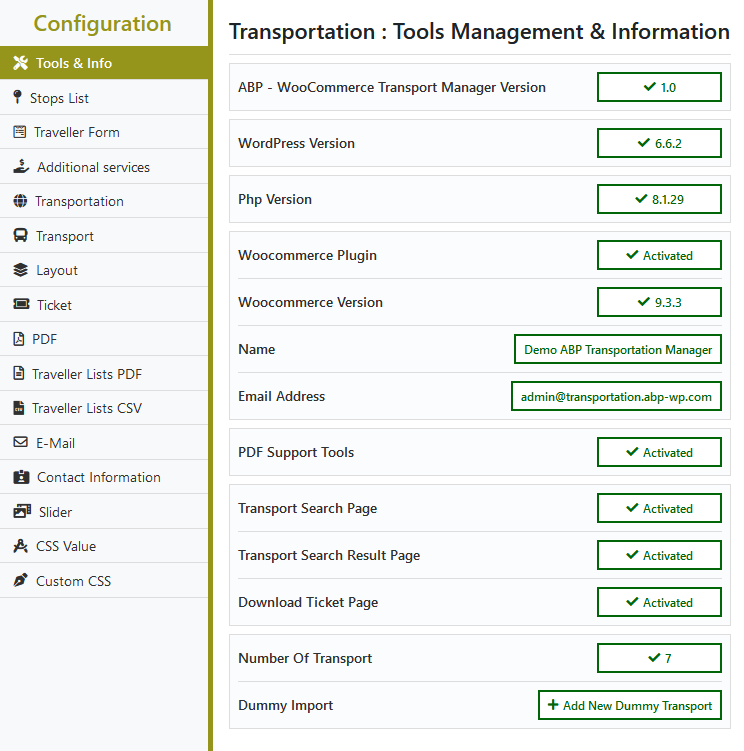 Configuration
Tools & Info
Stops List
Traveller Form
Additional services
Transportation
Transport
Layout
Ticket
PDF
Traveller Lists PDF
Traveller Lists CSV
E-Mail
Contact Information
Slider
CSS Value
Custom CSS
Transportation : Tools Management & Information
ABP - WooCommerce Transport Manager Version 1.0
WordPress Version 6.6.2
Php Version 8.1.29
Woocommerce Plugin Activated
Woocommerce Version 9.3.3
Name Demo ABP Transportation Manager
Email Address admin@transportation.abp-wp.com
PDF Support Tools Activated
Transport Search Page Activated
Transport Search Result Page Activated
Download Ticket Page Activated
Number Of Transport 7
Dummy Import Add New Dummy Transport